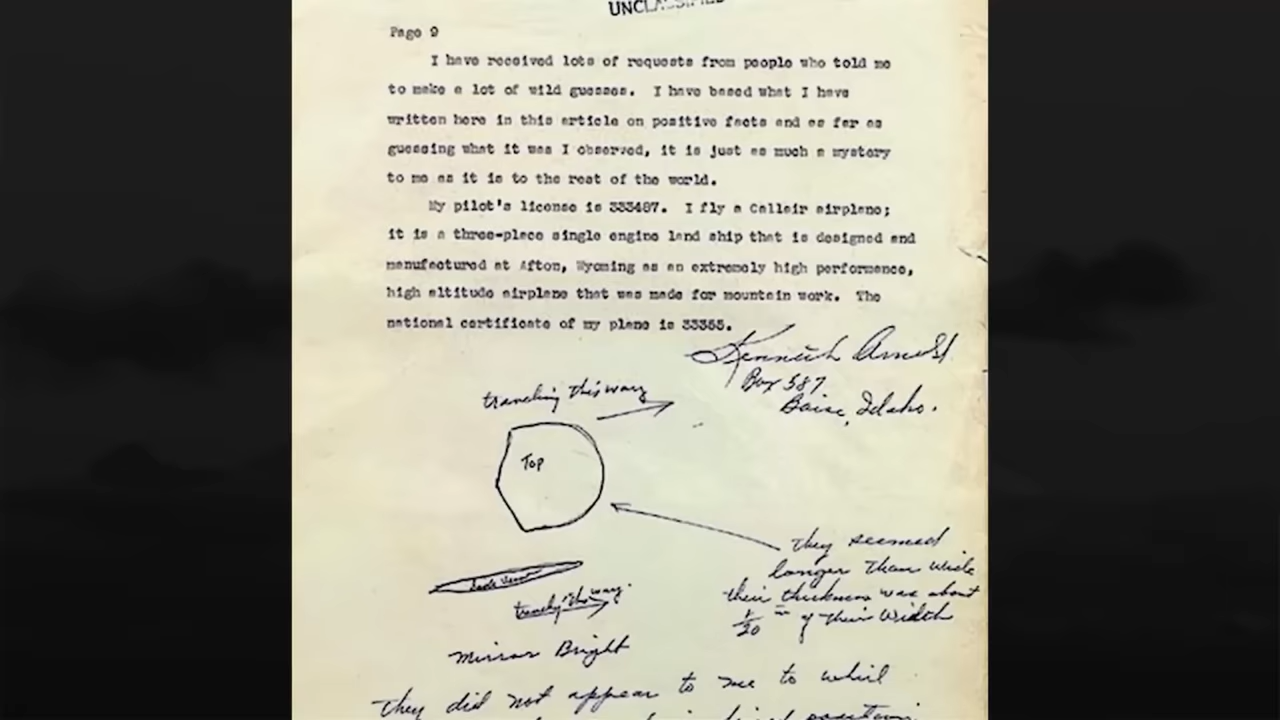 UNCLASSIFIED
Page 9
I have received lots of requests from people who told me
to make a lot of wild guesses. I have based what I have
written here in this article on positive facts and as far as
guessing what it was I observed, it is just as much a mystery
to me as it is to the rest of the world.
My pilot's license is 333487. I fly a Callair airplane;
it is a three-place single engine land ship that is designed and
manufactured at Afton, Wyoming as an extremely high performance,
high altitude airplane that was made for mountain work. The
national certificate of my plane is 33355.
Kenneth Arnold
Box 587
Boise, Idaho.
traveling this way
Top
they seemed
longer than wide
their thickness was about
1/20 th of their width
side view
traveling this way
Mirror Bright
they did not appear to me to whirl
position